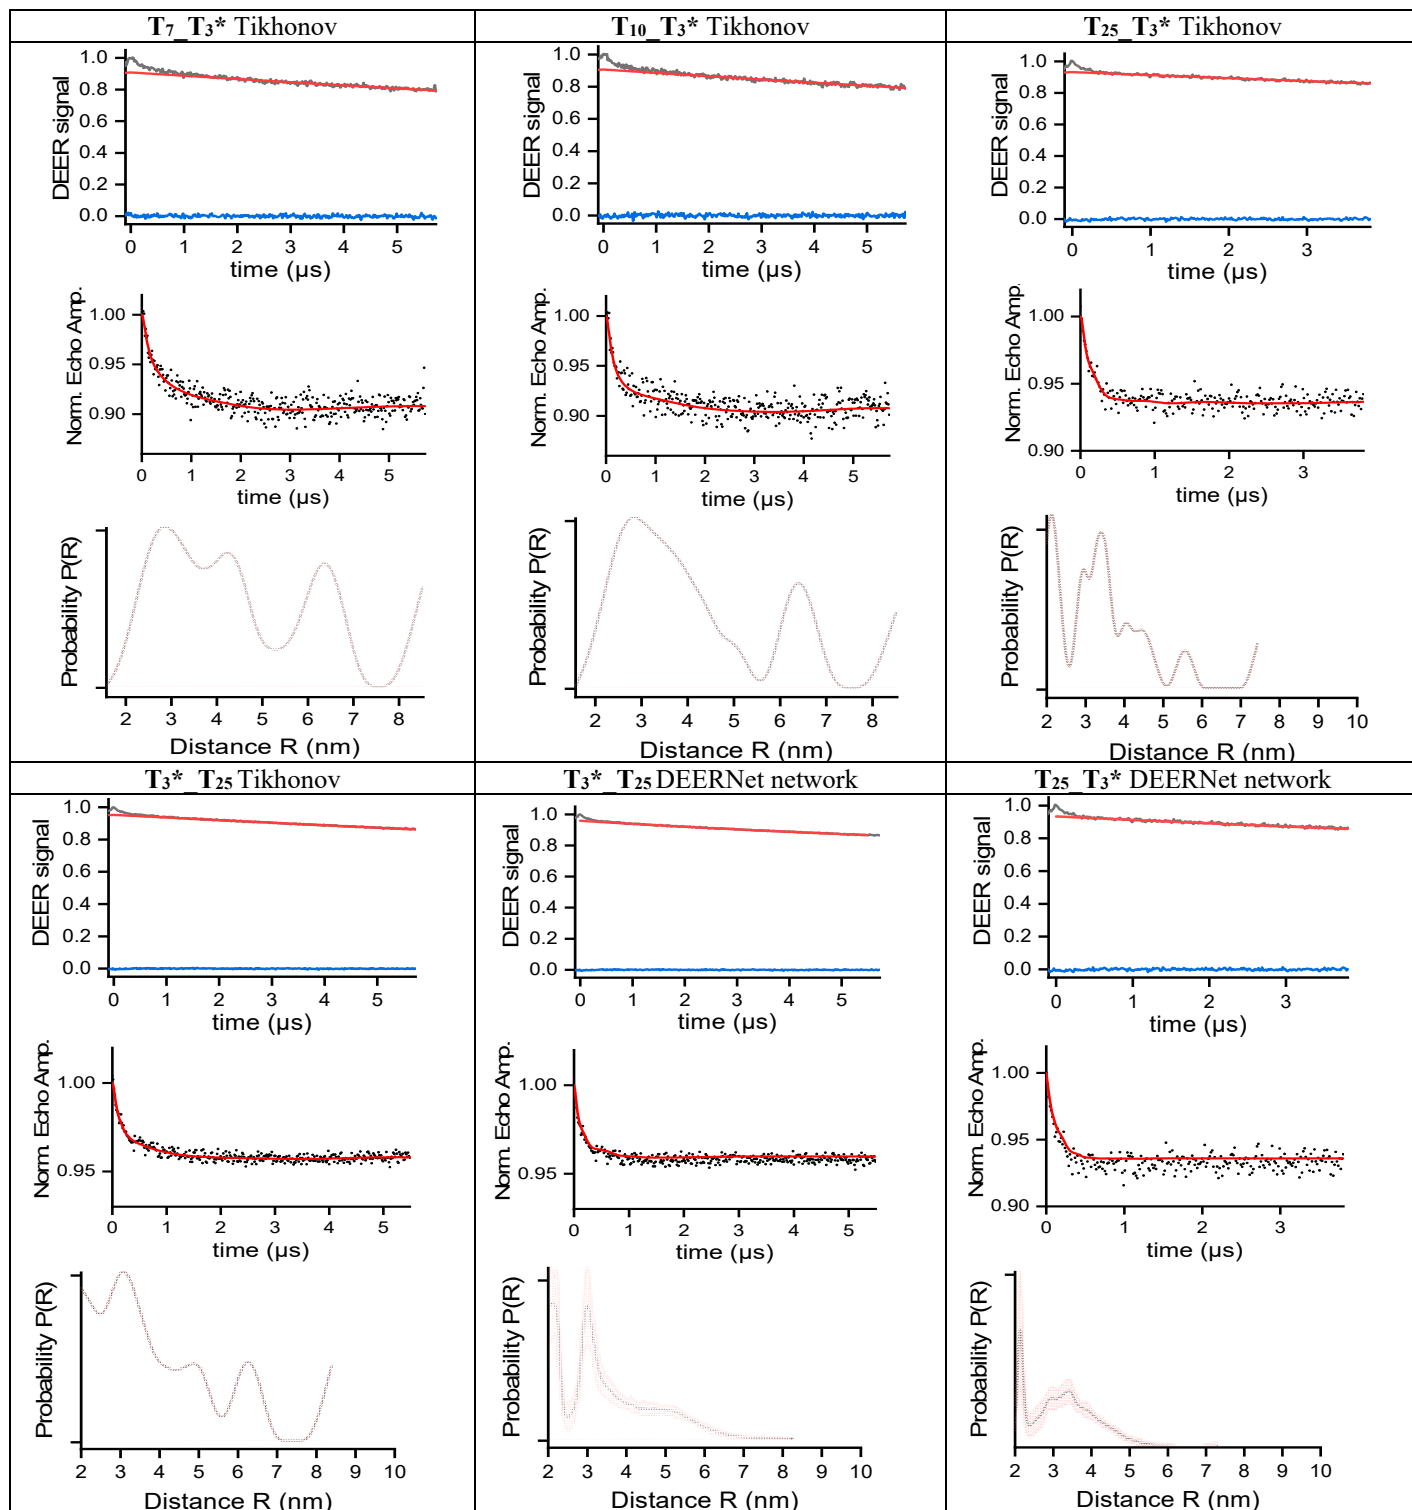 T7_T3* Tikhonov
T10_T3* Tikhonov
T25_T3* Tikhonov
DEER signal
1.0
0.8
0.6
0.4
0.2
0.0
0 1 2 3 4 5
time (µs)
DEER signal
1.0
0.8
0.6
0.4
0.2
0.0
0 1 2 3 4 5
time (µs)
DEER signal
1.0
0.8
0.6
0.4
0.2
0.0
0 1 2 3
time (µs)
Norm. Echo Amp.
1.00
0.95
0.90
0 1 2 3 4 5
time (µs)
Norm. Echo Amp.
1.00
0.95
0.90
0 1 2 3 4 5
time (µs)
Norm. Echo Amp.
1.00
0.95
0.90
0 1 2 3
time (µs)
Probability P(R)
2 3 4 5 6 7 8
Distance R (nm)
Probability P(R)
2 3 4 5 6 7 8
Distance R (nm)
Probability P(R)
2 3 4 5 6 7 8 9 10
Distance R (nm)
T3*_T25 Tikhonov
T3*_T25 DEERNet network
T25_T3* DEERNet network
DEER signal
1.0
0.8
0.6
0.4
0.2
0.0
0 1 2 3 4 5
time (µs)
DEER signal
1.0
0.8
0.6
0.4
0.2
0.0
0 1 2 3 4 5
time (µs)
DEER signal
1.0
0.8
0.6
0.4
0.2
0.0
0 1 2 3
time (µs)
Norm. Echo Amp.
1.00
0.95
0 1 2 3 4 5
time (µs)
Norm. Echo Amp.
1.00
0.95
0 1 2 3 4 5
time (µs)
Norm. Echo Amp.
1.00
0.95
0.90
0 1 2 3
time (µs)
Probability P(R)
2 3 4 5 6 7 8 9 10
Distance R (nm)
Probability P(R)
2 3 4 5 6 7 8 9 10
Distance R (nm)
Probability P(R)
2 3 4 5 6 7 8 9 10
Distance R (nm)